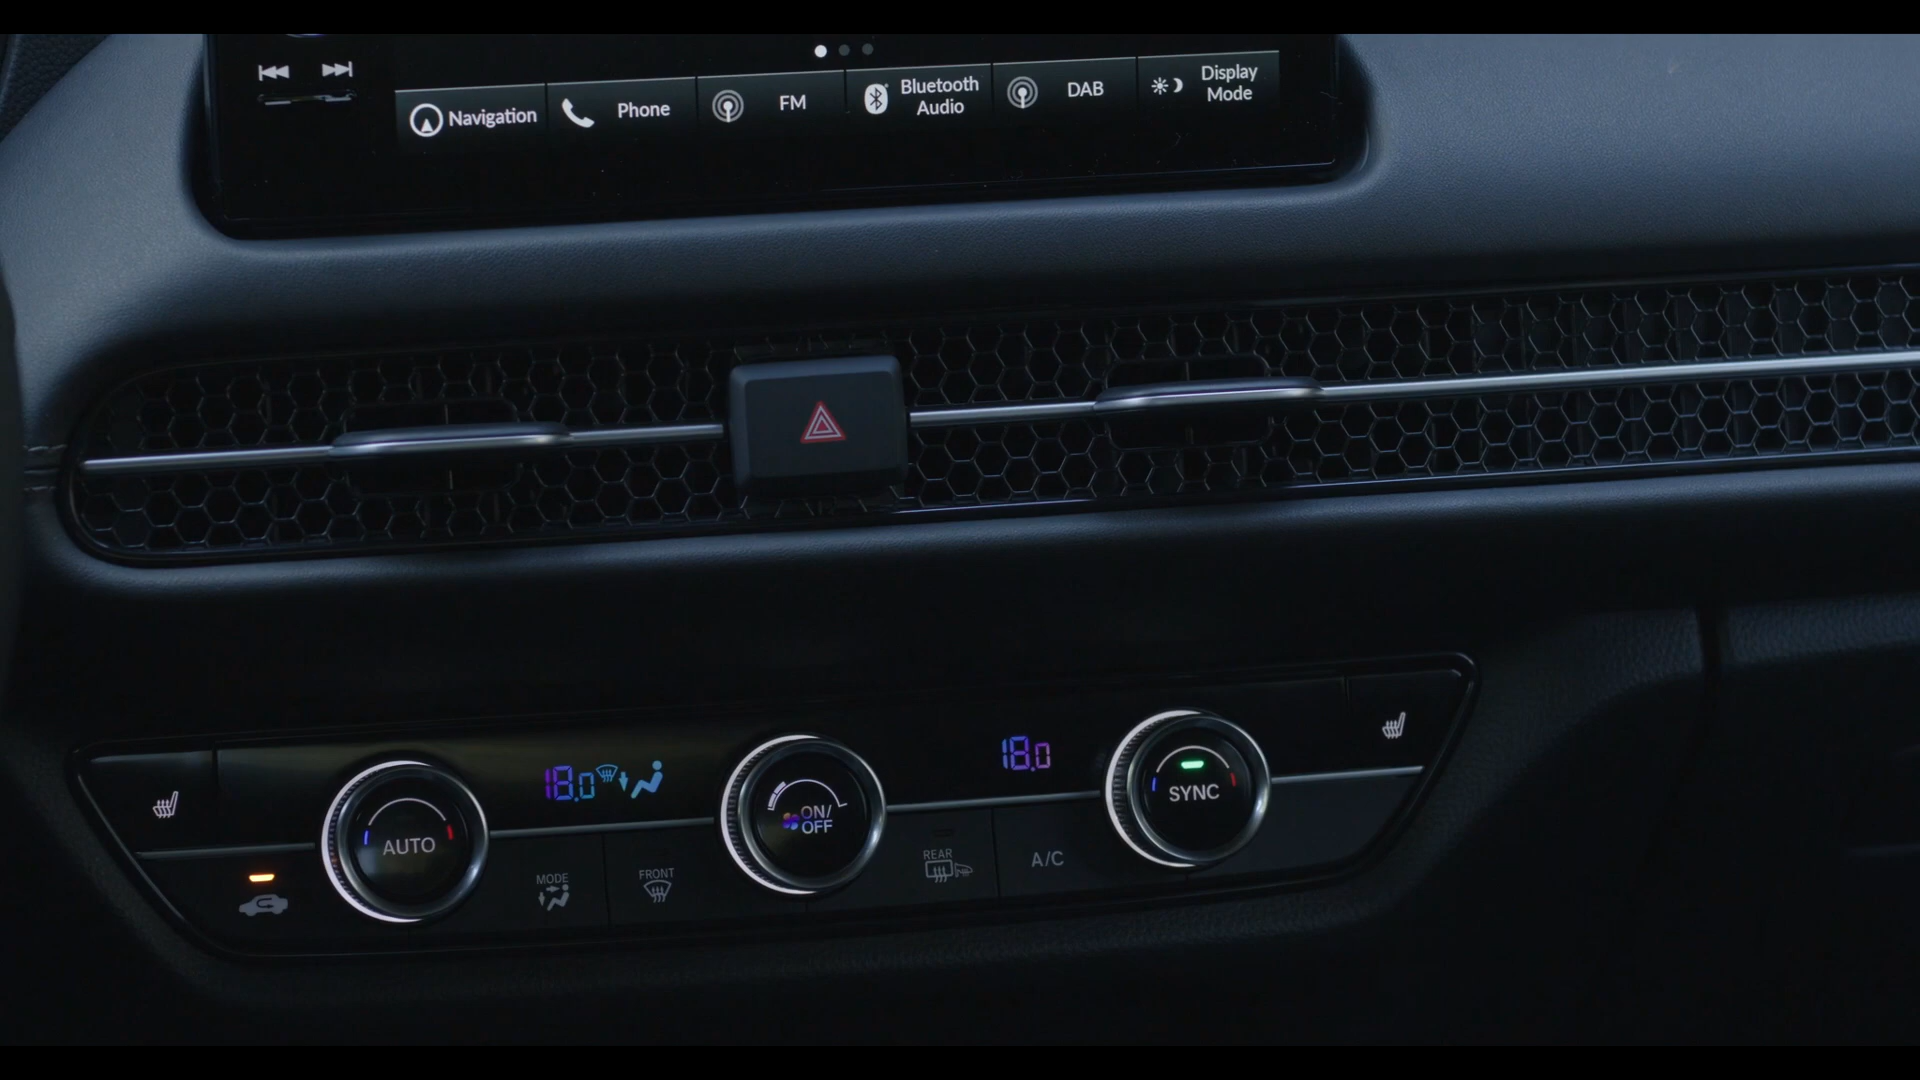 Navigation
Phone
FM
Bluetooth
Audio
DAB
Display
Mode
18.0
18.0
AUTO
ON/
OFF
SYNC
MODE
FRONT
REAR
A/C